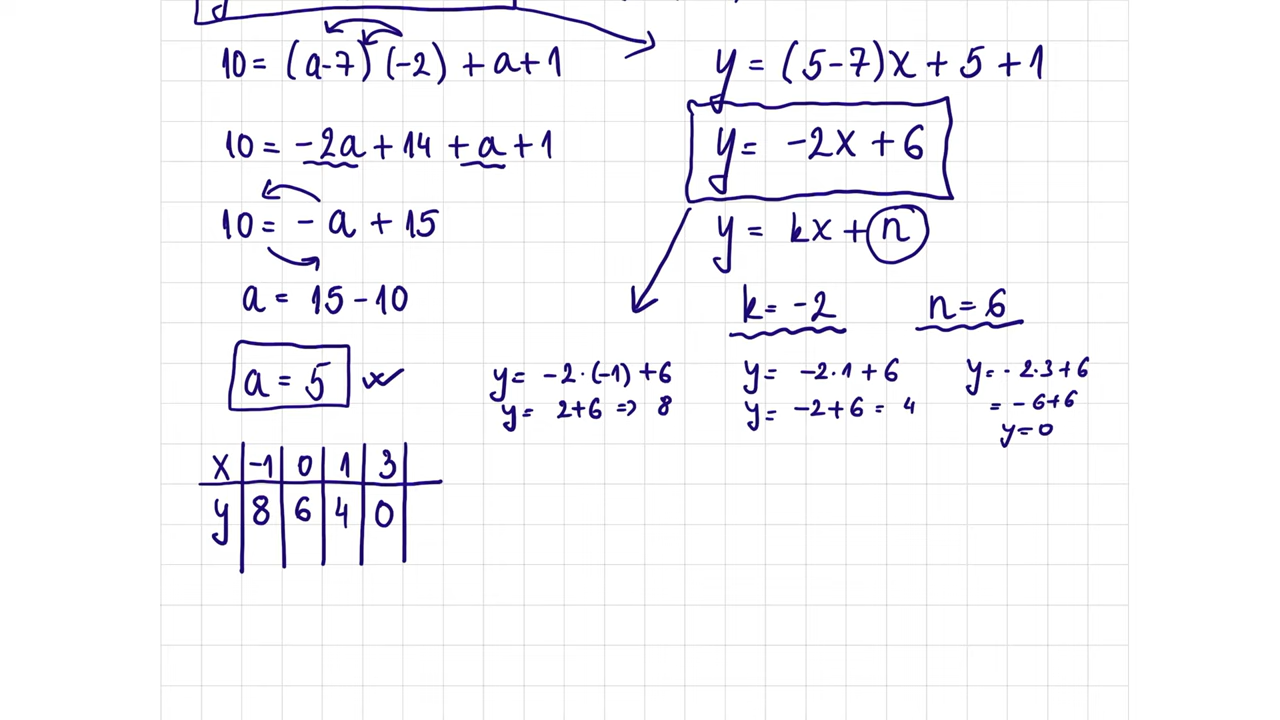 10 = (a-7)(-2) + a+1
10 = -2a + 14 + a + 1
10 = - a + 15
a = 15 - 10
a = 5
y = (5-7)x + 5 + 1
y = -2x + 6
y = kx + n
k = -2 n = 6
y = -2·(-1) + 6
y = 2+6 => 8
y = -2·1 + 6
y = -2+6 = 4
y = -2·3+6
= -6+6
y = 0
x -1 0 1 3
y 8 6 4 0